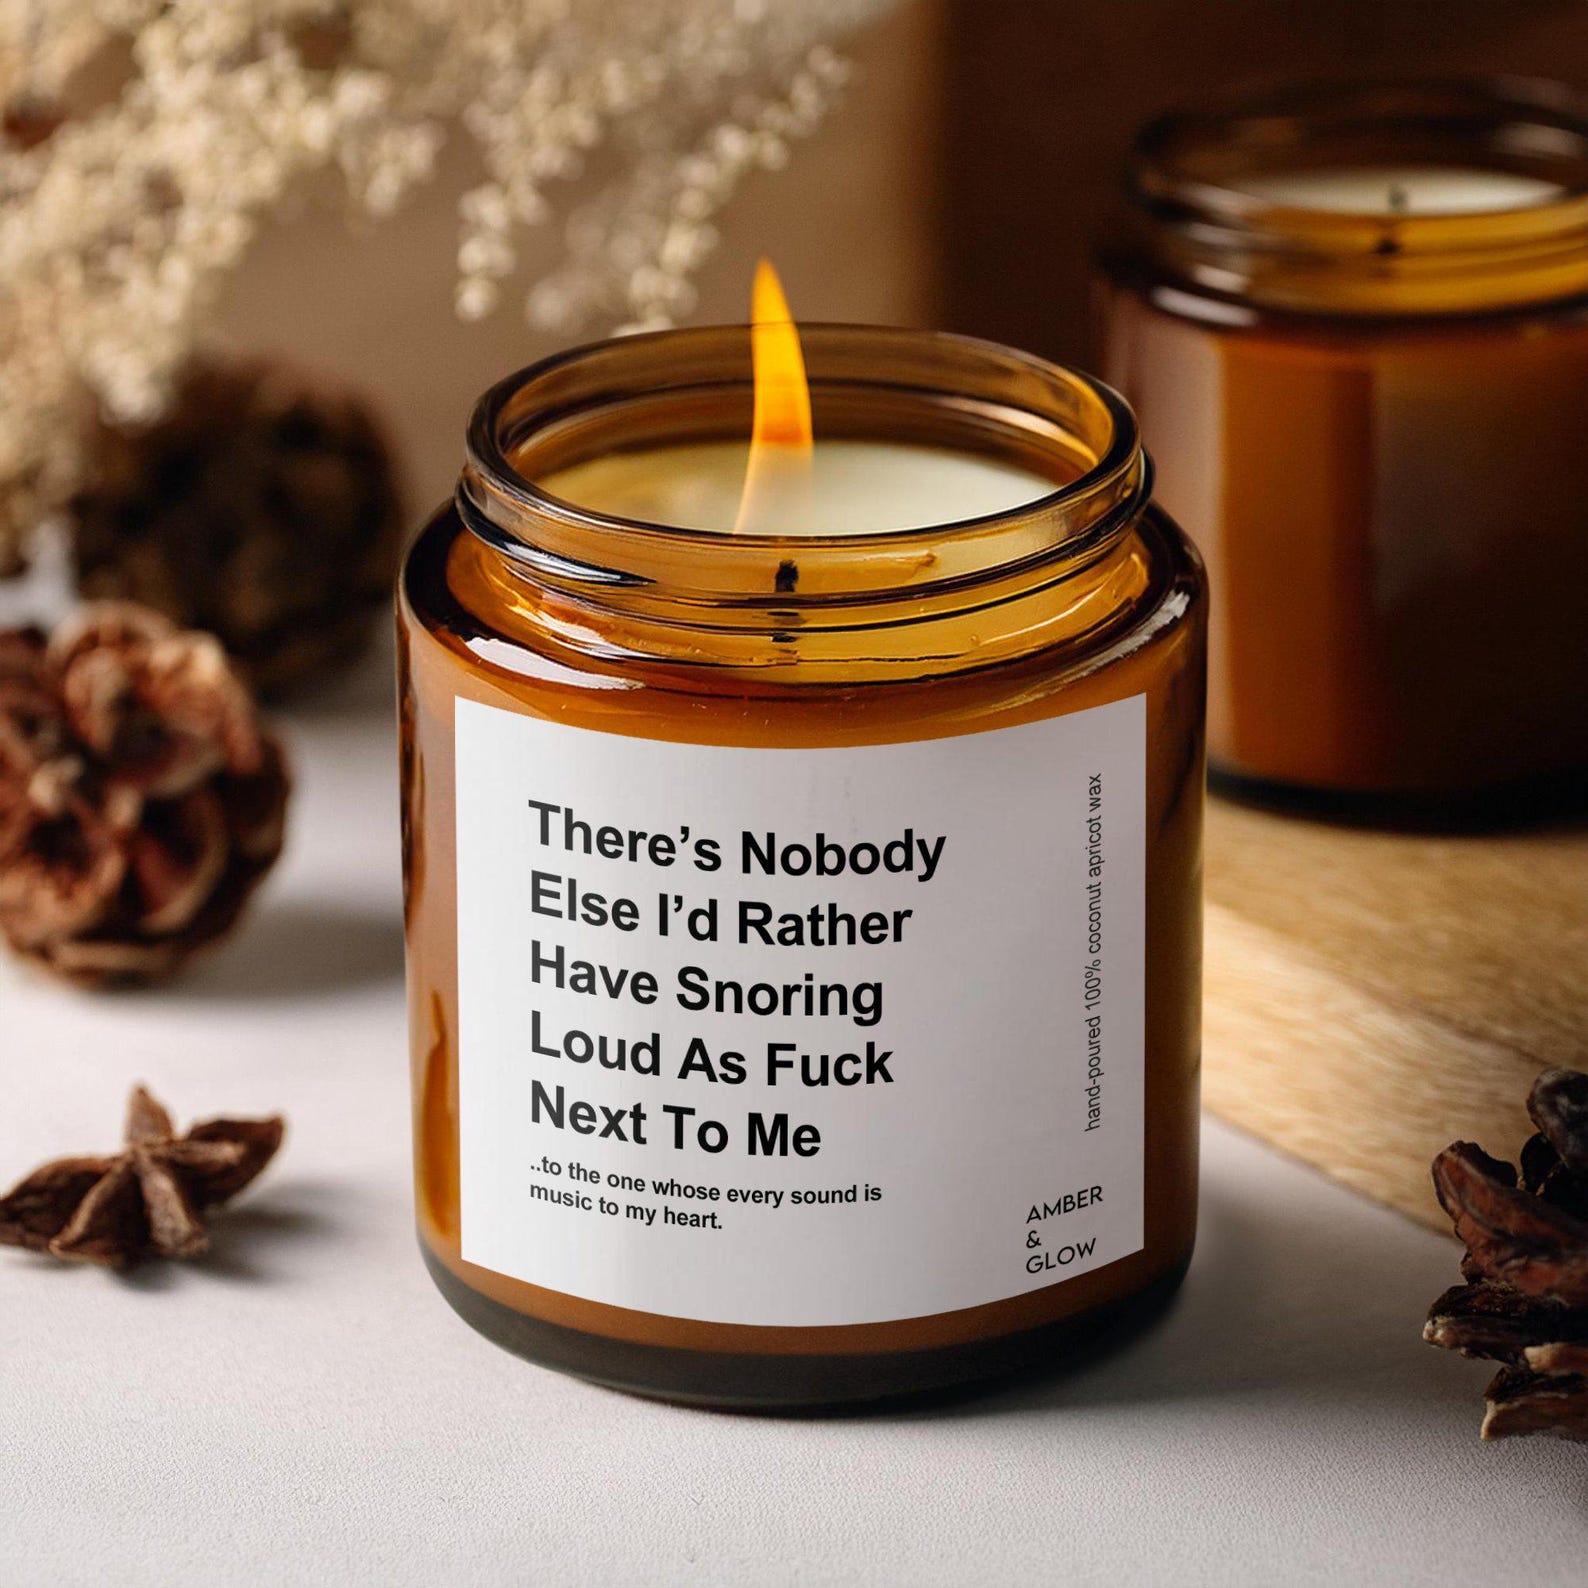 There’s Nobody
Else I’d Rather
Have Snoring
Loud As Fuck
Next To Me
..to the one whose every sound is
music to my heart.
hand-poured 100% coconut apricot wax
AMBER
&
GLOW